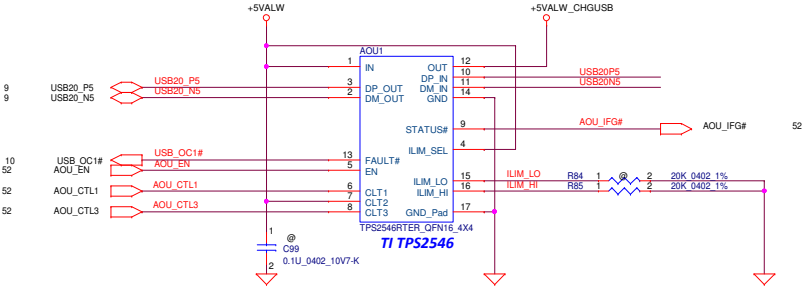 +5VALW +5VALW_CHGUSB
AOU1
1 IN OUT 12
9 USB20_P5 USB20_P5 3 DP_OUT DP_IN 10 USB20P5
9 USB20_N5 USB20_N5 2 DM_OUT DM_IN 11 USB20N5
GND 14
STATUS# 9 AOU_IFG# AOU_IFG# 52
ILIM_SEL 4
10 USB_OC1# USB_OC1# 13 FAULT#
52 AOU_EN AOU_EN 5 EN
ILIM_LO 15 ILIM_LO R84 1 @ 2 20K_0402_1%
52 AOU_CTL1 AOU_CTL1 6 CLT1 ILIM_HI 16 ILIM_HI R85 1 2 20K_0402_1%
7 CLT2
52 AOU_CTL3 AOU_CTL3 8 CLT3 GND_Pad 17
TPS2546RTER_QFN16_4X4
TI TPS2546
1 @
C99
0.1U_0402_10V7-K
2